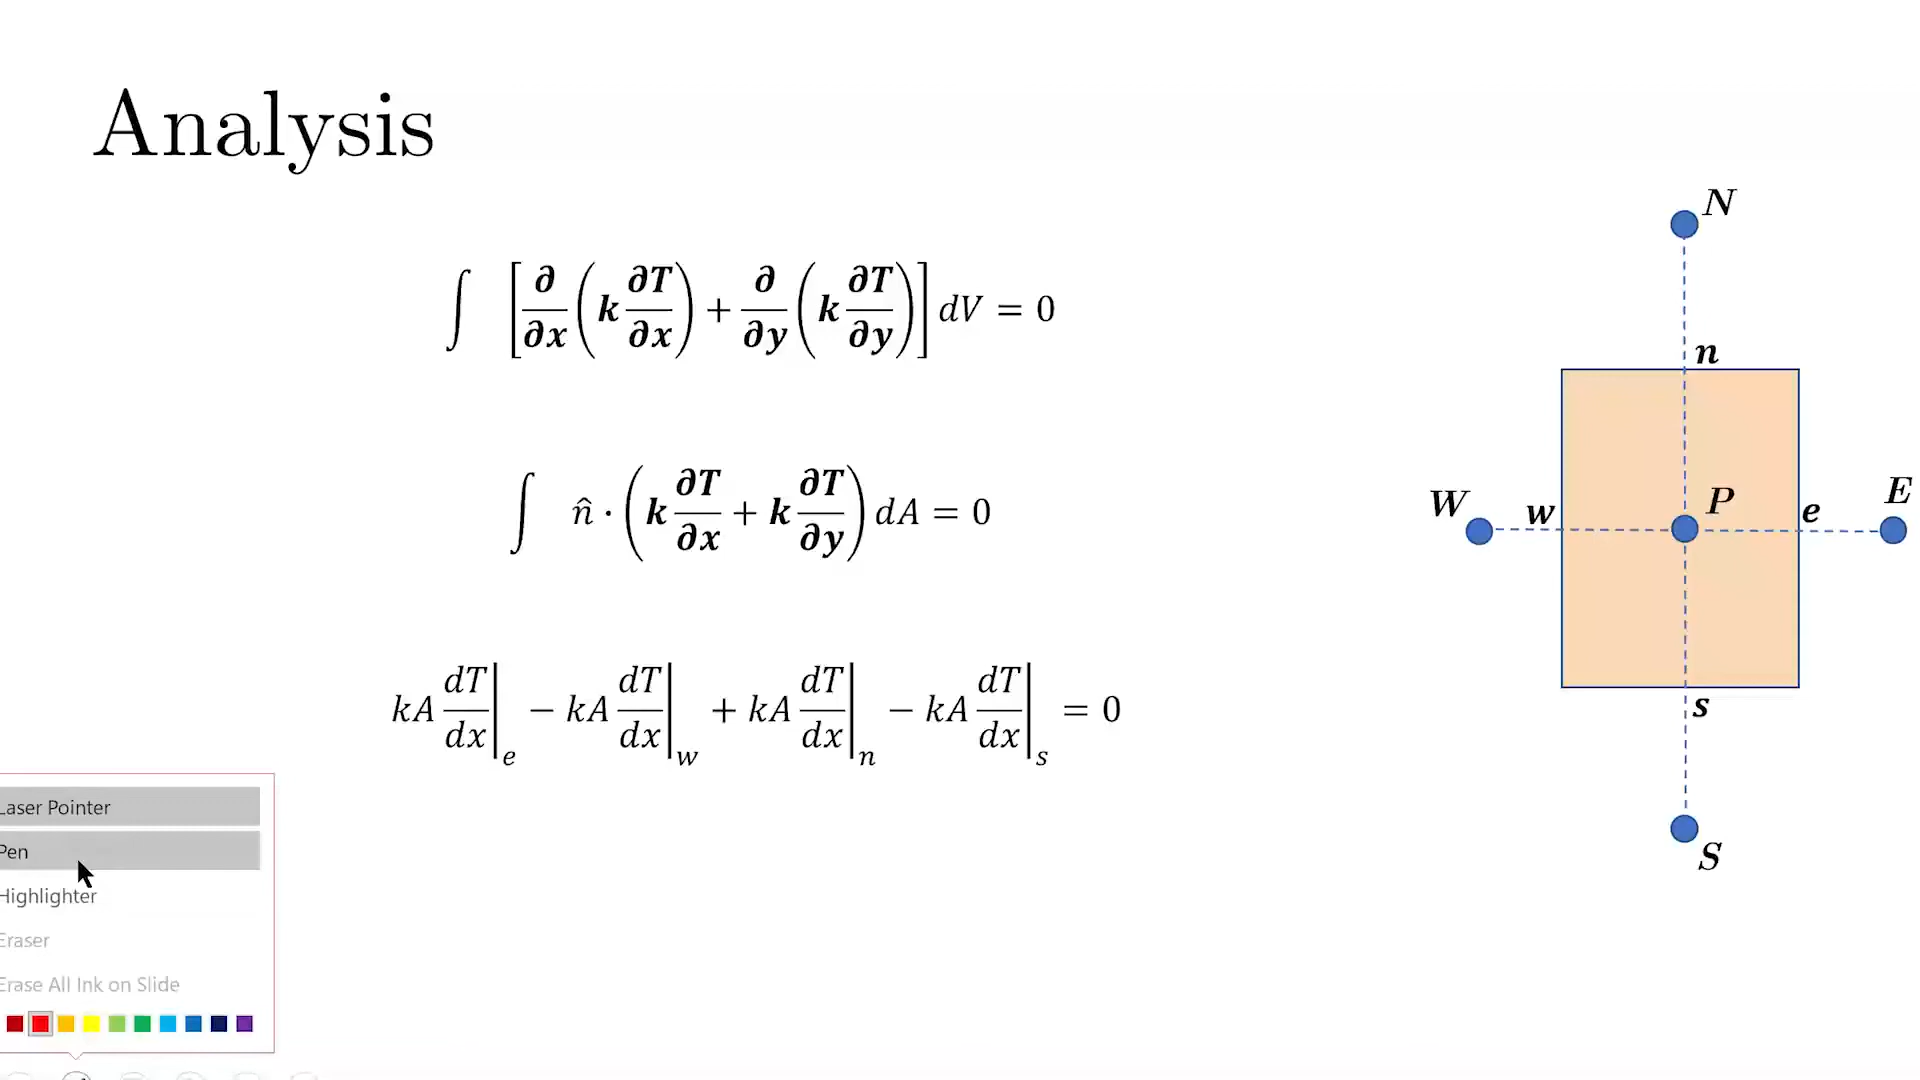 Analysis
∫ [∂/∂x (k ∂T/∂x) + ∂/∂y (k ∂T/∂y)] dV = 0
∫ n̂ · (k ∂T/∂x + k ∂T/∂y) dA = 0
kA dT/dx|e − kA dT/dx|w + kA dT/dx|n − kA dT/dx|s = 0
N
n
W
w
P
e
E
s
S
Laser Pointer
Pen
Highlighter
Eraser
Erase All Ink on Slide